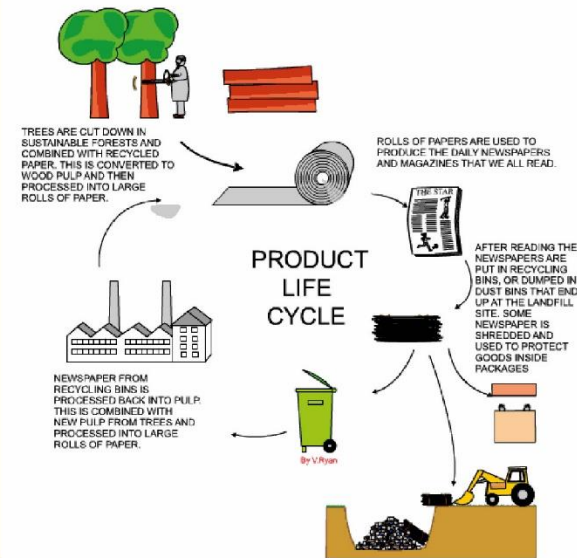 TREES ARE CUT DOWN IN
SUSTAINABLE FORESTS AND
COMBINED WITH RECYCLED
PAPER. THIS IS CONVERTED TO
WOOD PULP AND THEN
PROCESSED INTO LARGE
ROLLS OF PAPER.
ROLLS OF PAPERS ARE USED TO
PRODUCE THE DAILY NEWSPAPERS
AND MAGAZINES THAT WE ALL READ.
THE STAR
PRODUCT
LIFE
CYCLE
AFTER READING THE
NEWSPAPERS ARE
PUT IN RECYCLING
BINS, OR DUMPED IN
DUST BINS THAT END
UP AT THE LANDFILL
SITE. SOME
NEWSPAPER IS
SHREDDED AND
USED TO PROTECT
GOODS INSIDE
PACKAGES
NEWSPAPER FROM
RECYCLING BINS IS
PROCESSED BACK INTO PULP.
THIS IS COMBINED WITH
NEW PULP FROM TREES AND
PROCESSED INTO LARGE
ROLLS OF PAPER.
By V.Ryan